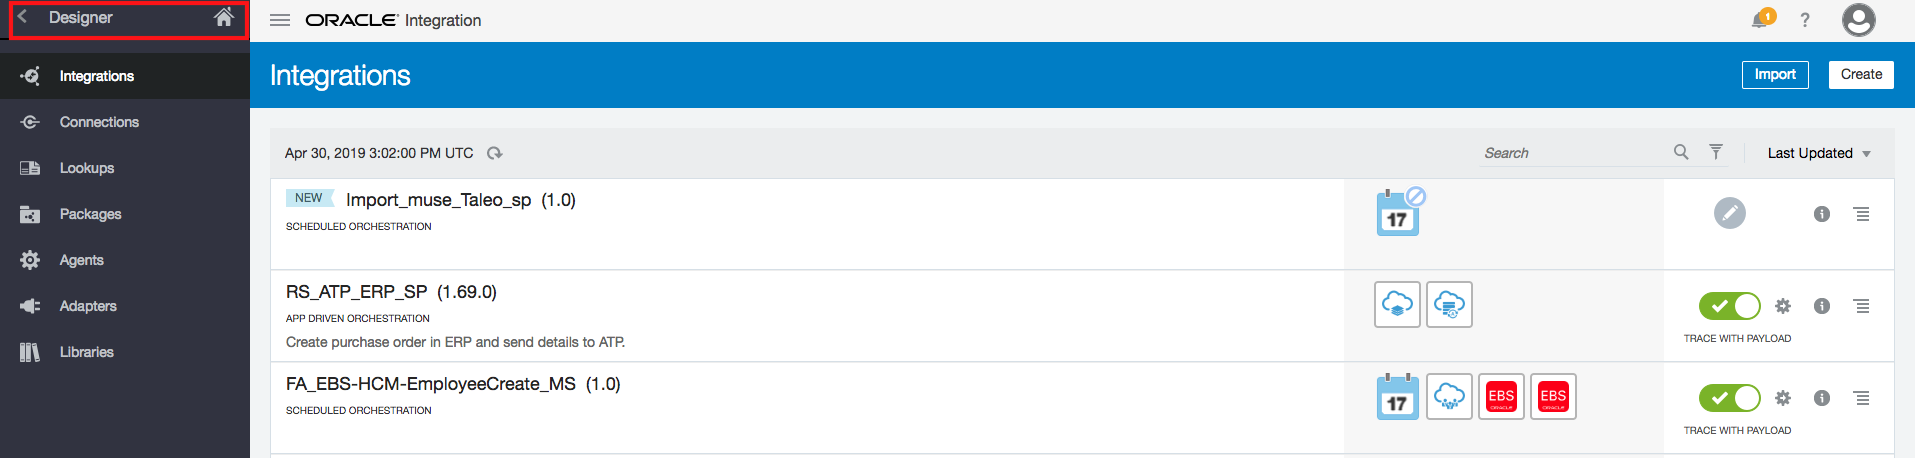 Designer
ORACLE Integration
1
?
Integrations
Connections
Lookups
Packages
Agents
Adapters
Libraries
Integrations
Import
Create
Apr 30, 2019 3:02:00 PM UTC
Search
Last Updated
NEW Import_muse_Taleo_sp (1.0)
SCHEDULED ORCHESTRATION
17
RS_ATP_ERP_SP (1.69.0)
APP DRIVEN ORCHESTRATION
Create purchase order in ERP and send details to ATP.
TRACE WITH PAYLOAD
FA_EBS-HCM-EmployeeCreate_MS (1.0)
SCHEDULED ORCHESTRATION
17
EBS
ORACLE
EBS
ORACLE
TRACE WITH PAYLOAD